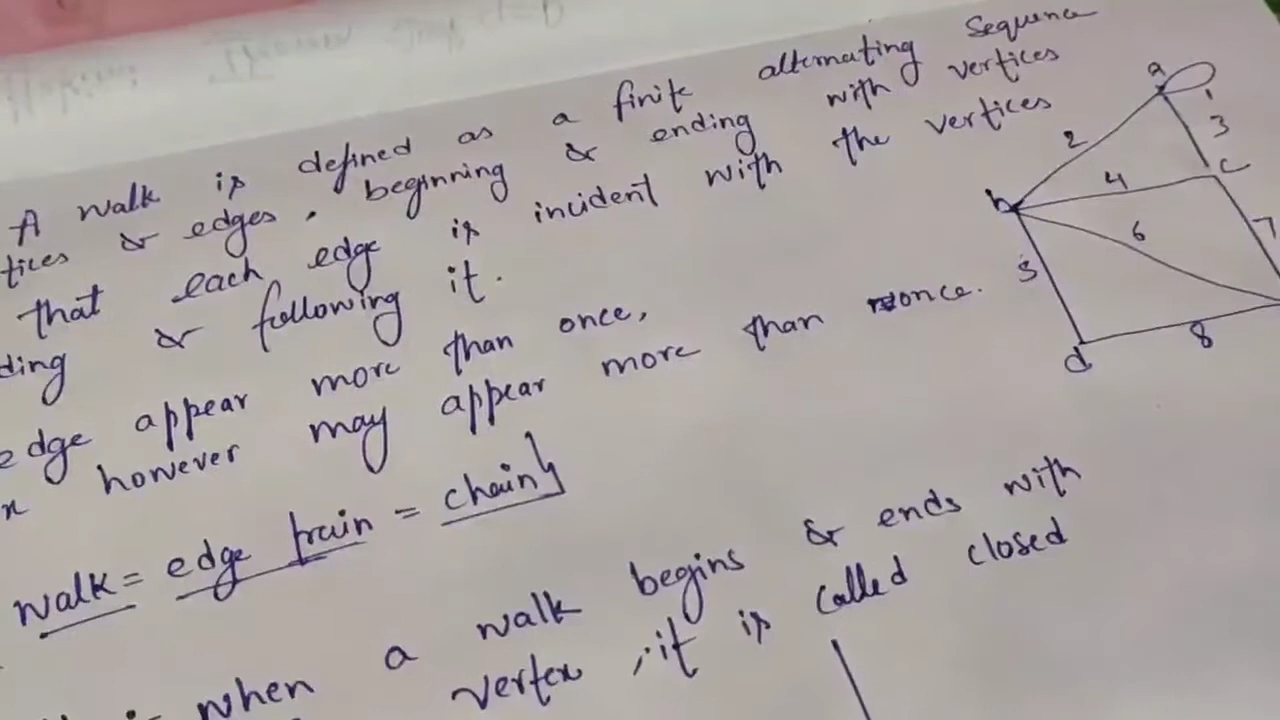 A walk is defined as a finite alternating sequence
tices & edges, beginning & ending with vertices
that each edge is incident with the vertices
ding & following it.
edge appear more than once,
x however may appear more than once.
walk = edge train = chain
when a walk begins & ends with
vertex, it is called closed
a
1
2
3
c
4
b
6
7
5
8
d